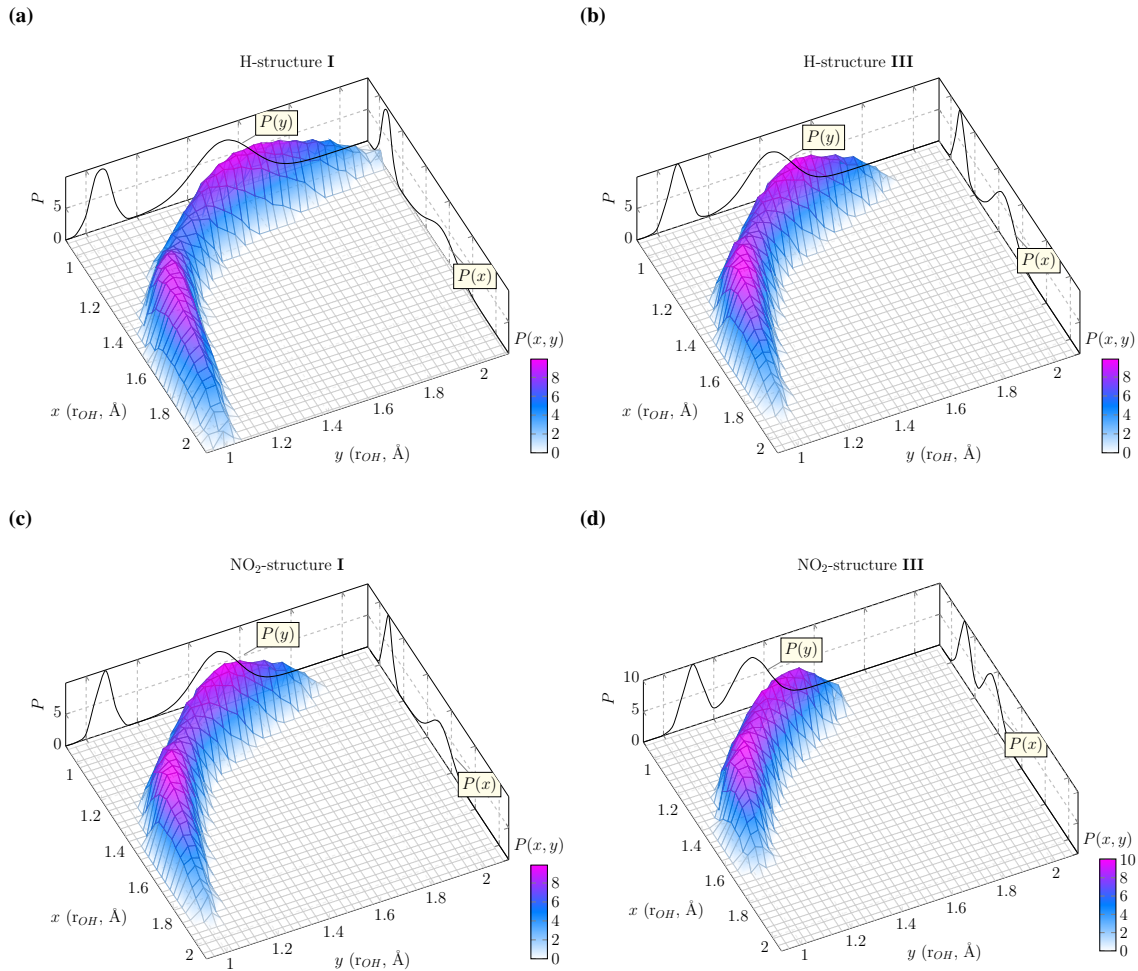 (a)
H-structure I
P(y)
P
5
0
1
1.2
1.4
1.6
1.8
2
x (r_OH, Å)
1
1.2
1.4
1.6
1.8
2
y (r_OH, Å)
P(x)
P(x, y)
8
6
4
2
0
(b)
H-structure III
P(y)
P
5
0
1
1.2
1.4
1.6
1.8
2
x (r_OH, Å)
1
1.2
1.4
1.6
1.8
2
y (r_OH, Å)
P(x)
P(x, y)
8
6
4
2
0
(c)
NO₂-structure I
P(y)
P
5
0
1
1.2
1.4
1.6
1.8
2
x (r_OH, Å)
1
1.2
1.4
1.6
1.8
2
y (r_OH, Å)
P(x)
P(x, y)
8
6
4
2
0
(d)
NO₂-structure III
P(y)
P
10
5
0
1
1.2
1.4
1.6
1.8
2
x (r_OH, Å)
1
1.2
1.4
1.6
1.8
2
y (r_OH, Å)
P(x)
P(x, y)
10
8
6
4
2
0